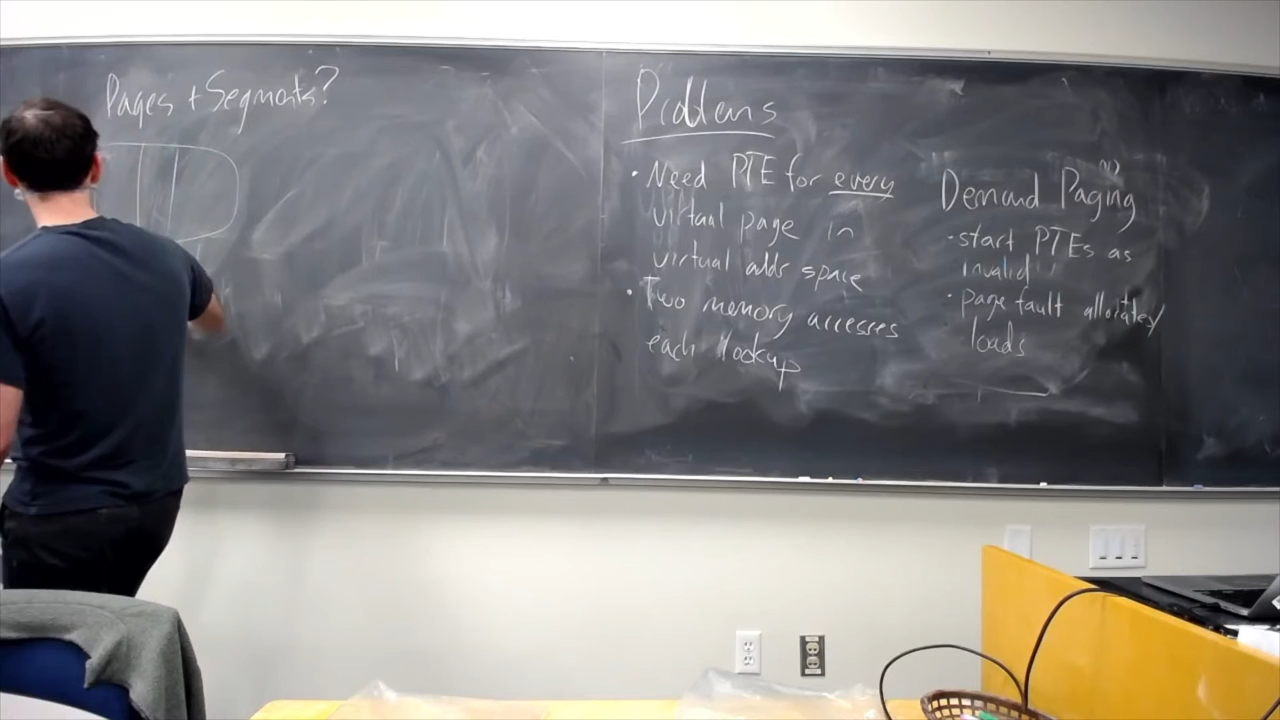 Pages + Segments?
Problems
• Need PTE for every
virtual page in
virtual addr space
• Two memory accesses
each lookup
Demand Paging
• start PTEs as
invalid
• page fault allocates/
loads